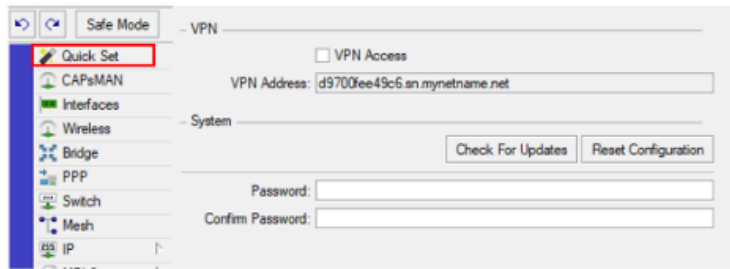 Safe Mode
Quick Set
CAPsMAN
Interfaces
Wireless
Bridge
PPP
Switch
Mesh
IP
VPN
VPN Access
VPN Address: d9700fee49c6.sn.mynetname.net
System
Check For Updates Reset Configuration
Password:
Confirm Password: